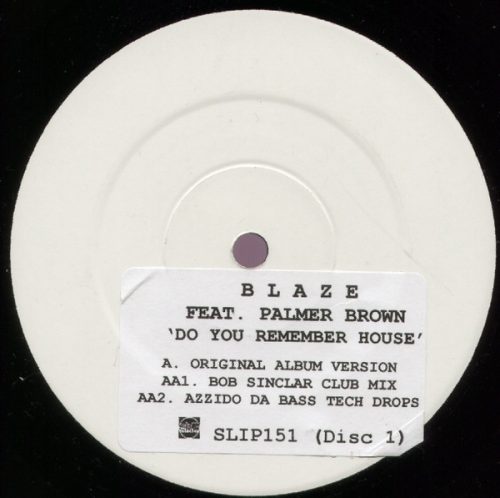 BLAZE
FEAT. PALMER BROWN
'DO YOU REMEMBER HOUSE'
A. ORIGINAL ALBUM VERSION
AA1. BOB SINCLAR CLUB MIX
AA2. AZZIDO DA BASS TECH DROPS
SLIP151 (Disc 1)